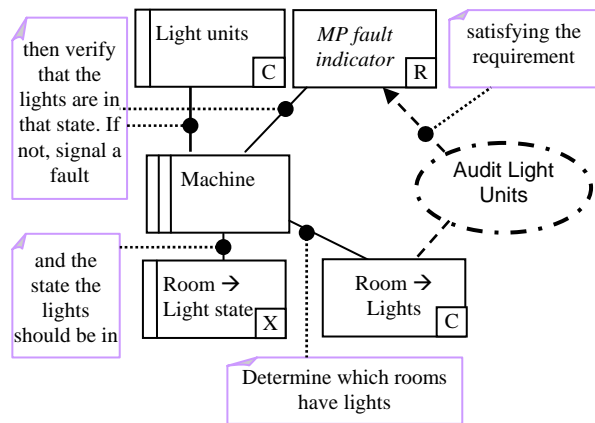 then verify
that the
lights are in
that state. If
not, signal a
fault
Light units
C
MP fault
indicator
R
satisfying the
requirement
Machine
Audit Light
Units
and the
state the
lights
should be in
Room →
Light state
X
Room →
Lights
C
Determine which rooms
have lights